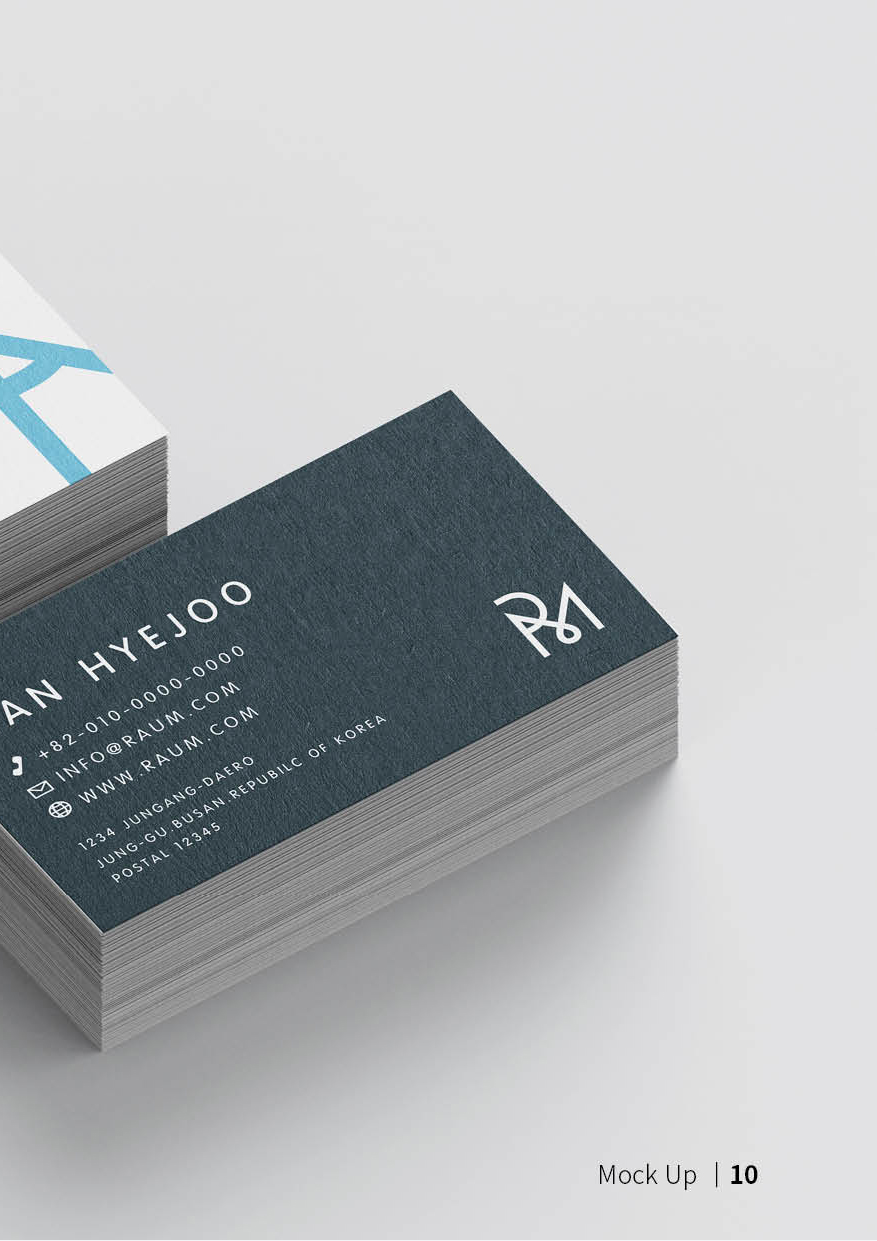 AN HYEJOO
+82-010-0000-0000
INFO@RAUM.COM
WWW.RAUM.COM
1234 JUNGANG-DAERO
JUNG-GU.BUSAN.REPUBILC OF KOREA
POSTAL 12345
RM
Mock Up | 10